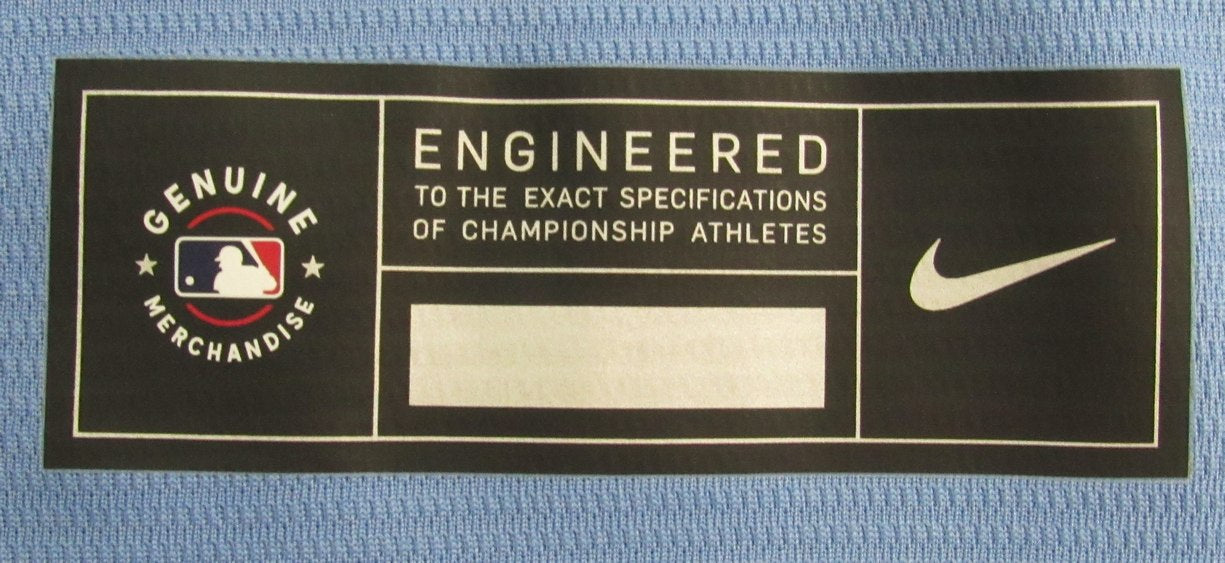 GENUINE
MERCHANDISE
ENGINEERED
TO THE EXACT SPECIFICATIONS
OF CHAMPIONSHIP ATHLETES